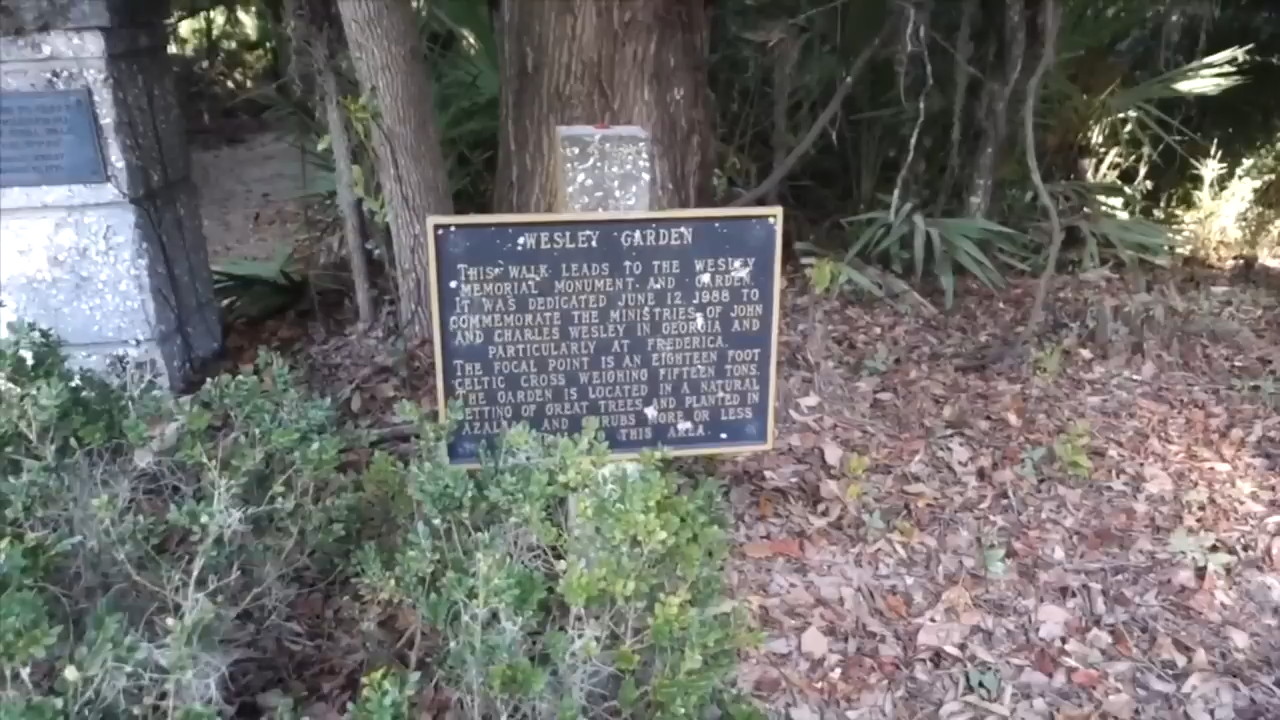 WESLEY GARDEN
THIS WALK LEADS TO THE WESLEY
MEMORIAL MONUMENT AND GARDEN.
IT WAS DEDICATED JUNE 12, 1988 TO
COMMEMORATE THE MINISTRIES OF JOHN
AND CHARLES WESLEY IN GEORGIA AND
PARTICULARLY AT FREDERICA.
THE FOCAL POINT IS AN EIGHTEEN FOOT
CELTIC CROSS WEIGHING FIFTEEN TONS.
THE GARDEN IS LOCATED IN A NATURAL
SETTING OF GREAT TREES AND PLANTED IN
AND SHRUBS MORE OR LESS
THIS AREA.